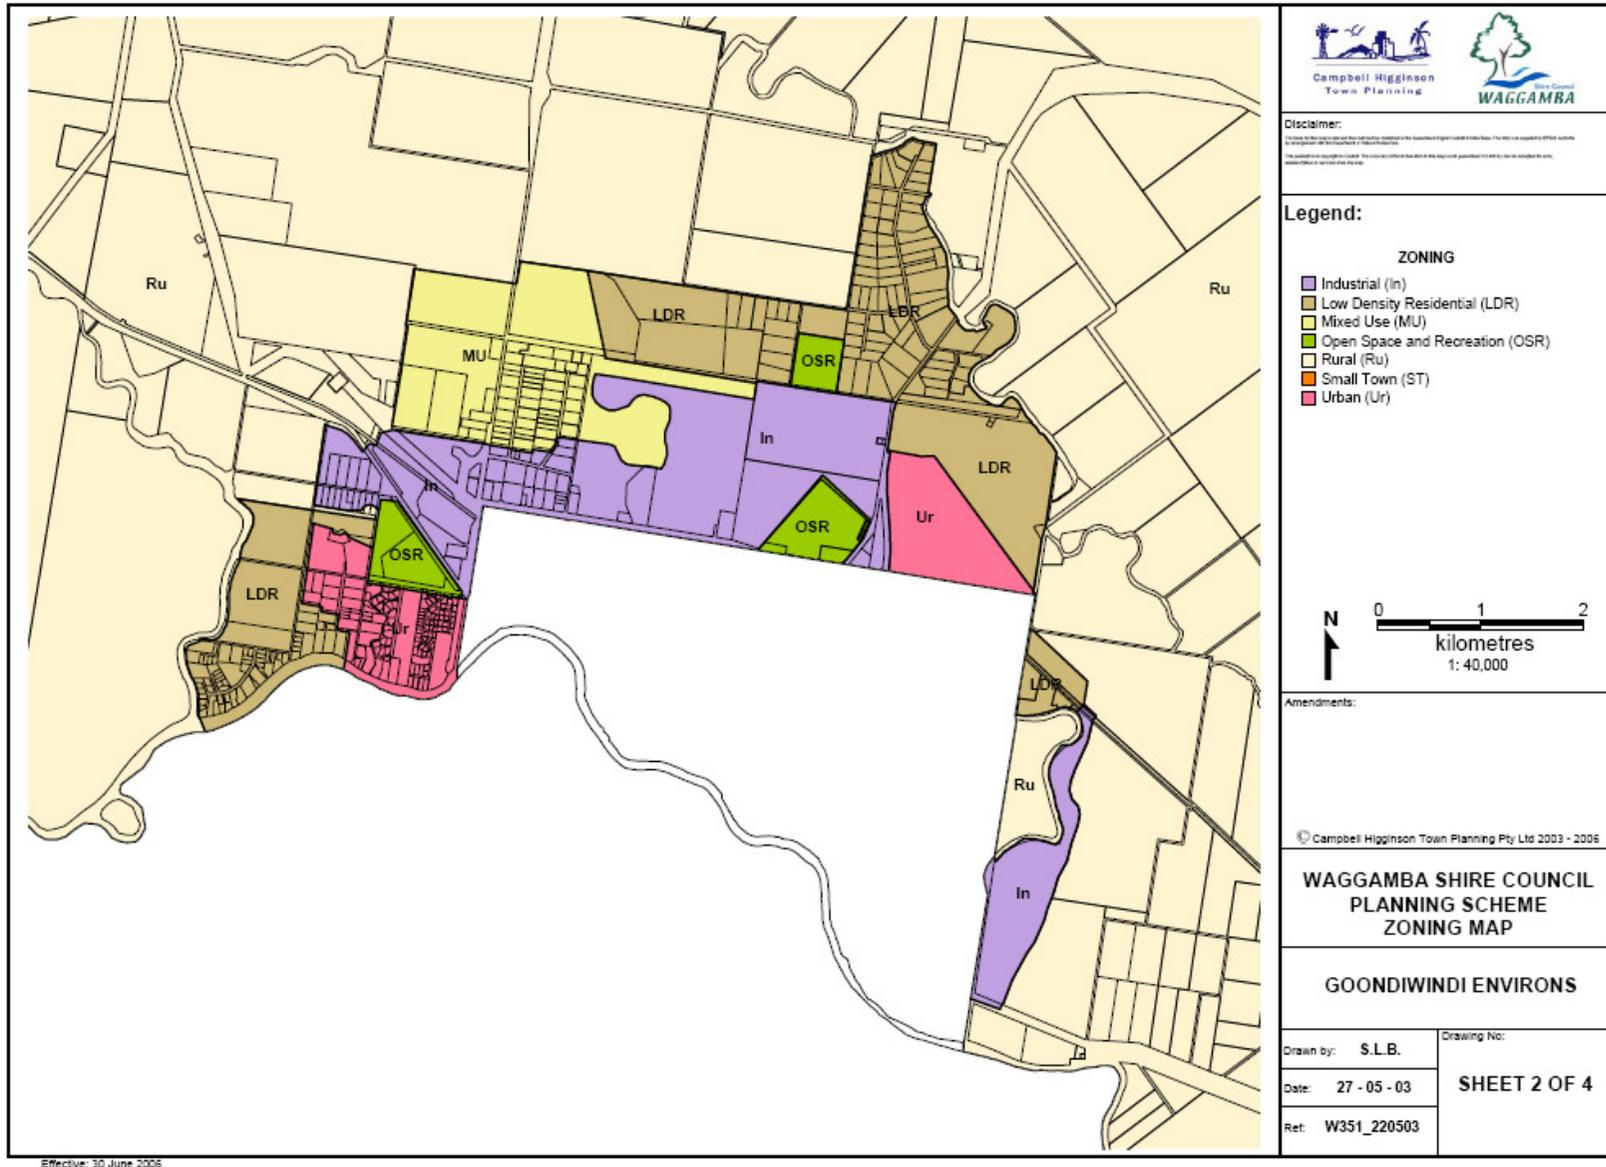 Campbell Higginson
Town Planning
Shire Council
WAGGAMBA
Disclaimer:
Legend:
ZONING
Industrial (In)
Low Density Residential (LDR)
Mixed Use (MU)
Open Space and Recreation (OSR)
Rural (Ru)
Small Town (ST)
Urban (Ur)
N
0 1 2
kilometres
1: 40,000
Amendments:
© Campbell Higginson Town Planning Pty Ltd 2003 - 2006
WAGGAMBA SHIRE COUNCIL
PLANNING SCHEME
ZONING MAP
GOONDIWINDI ENVIRONS
Drawn by: S.L.B.
Date: 27 - 05 - 03
Ref: W351_220503
Drawing No:
SHEET 2 OF 4
Ru
Ru
LDR
LDR
MU
OSR
In
LDR
In
OSR
Ur
OSR
LDR
Ur
LDR
Ru
In
Effective: 30 June 2006